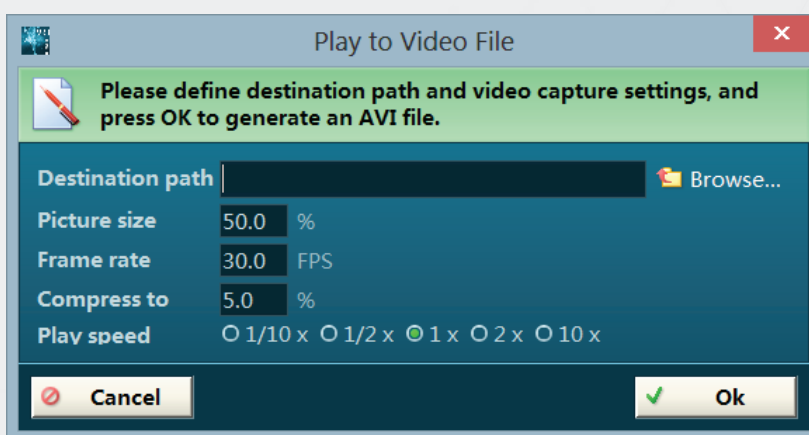 Play to Video File
Please define destination path and video capture settings, and
press OK to generate an AVI file.
Destination path Browse...
Picture size 50.0 %
Frame rate 30.0 FPS
Compress to 5.0 %
Play speed 1/10 x 1/2 x 1 x 2 x 10 x
Cancel Ok